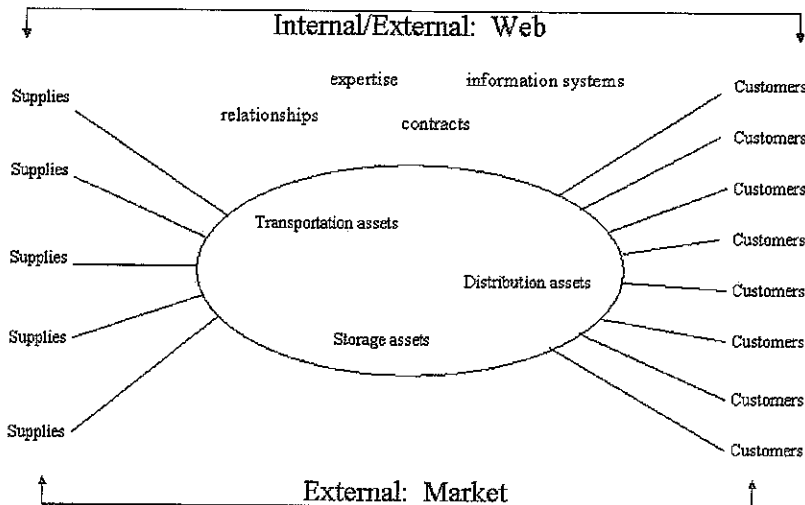 Internal/External: Web
expertise
information systems
relationships
contracts
Supplies
Supplies
Supplies
Supplies
Supplies
Transportation assets
Distribution assets
Storage assets
Customers
Customers
Customers
Customers
Customers
Customers
Customers
Customers
External: Market